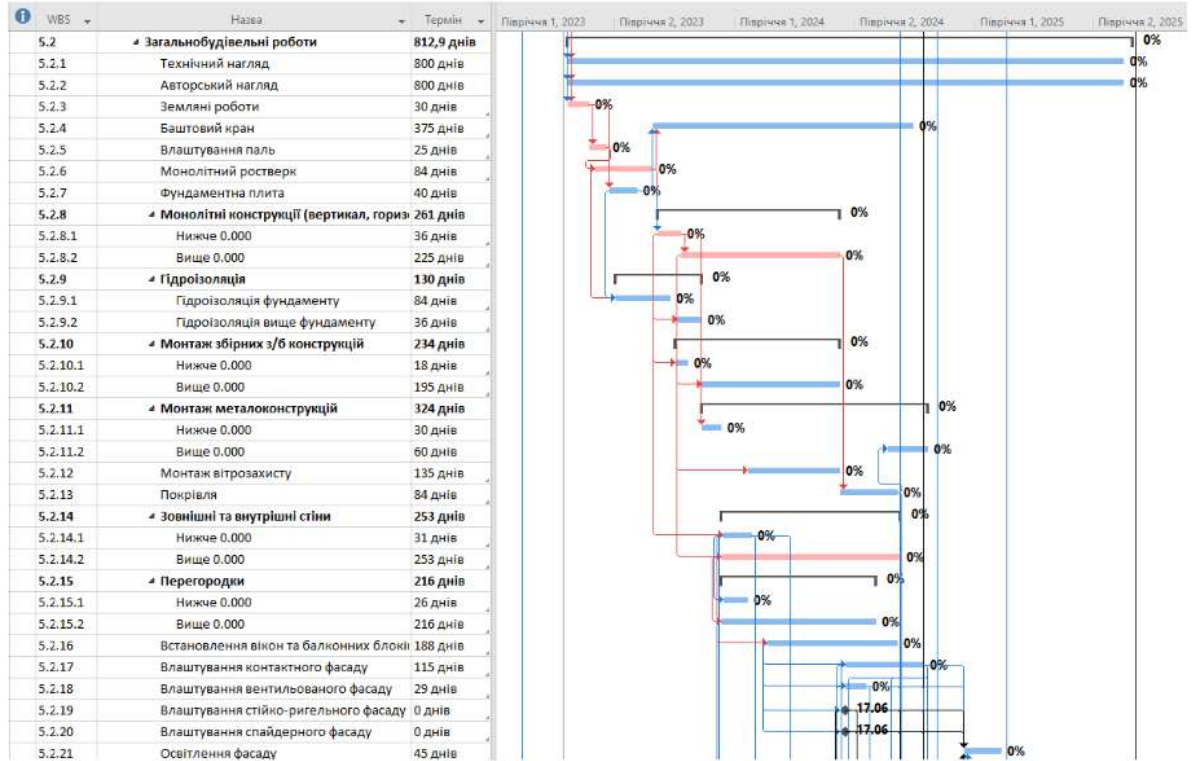 WBS Назва Термін Півріччя 1, 2023 Півріччя 2, 2023 Півріччя 1, 2024 Півріччя 2, 2024 Півріччя 1, 2025 Півріччя 2, 2025
5.2 Загальнобудівельні роботи 812,9 днів 0%
5.2.1 Технічний нагляд 800 днів 0%
5.2.2 Авторський нагляд 800 днів 0%
5.2.3 Земляні роботи 30 днів 0%
5.2.4 Баштовий кран 375 днів 0%
5.2.5 Влаштування паль 25 днів 0%
5.2.6 Монолітний ростверк 84 днів 0%
5.2.7 Фундаментна плита 40 днів 0%
5.2.8 Монолітні конструкції (вертикал, гориз 261 днів 0%
5.2.8.1 Нижче 0.000 36 днів 0%
5.2.8.2 Вище 0.000 225 днів 0%
5.2.9 Гідроізоляція 130 днів 0%
5.2.9.1 Гідроізоляція фундаменту 84 днів 0%
5.2.9.2 Гідроізоляція вище фундаменту 36 днів 0%
5.2.10 Монтаж збірних з/б конструкцій 234 днів 0%
5.2.10.1 Нижче 0.000 18 днів 0%
5.2.10.2 Вище 0.000 195 днів 0%
5.2.11 Монтаж металоконструкцій 324 днів 0%
5.2.11.1 Нижче 0.000 30 днів 0%
5.2.11.2 Вище 0.000 60 днів 0%
5.2.12 Монтаж вітрозахисту 135 днів 0%
5.2.13 Покрівля 84 днів 0%
5.2.14 Зовнішні та внутрішні стіни 253 днів 0%
5.2.14.1 Нижче 0.000 31 днів 0%
5.2.14.2 Вище 0.000 253 днів 0%
5.2.15 Перегородки 216 днів 0%
5.2.15.1 Нижче 0.000 26 днів 0%
5.2.15.2 Вище 0.000 216 днів 0%
5.2.16 Встановлення вікон та балконних блокі 188 днів 0%
5.2.17 Влаштування контактного фасаду 115 днів 0%
5.2.18 Влаштування вентильованого фасаду 29 днів 0%
5.2.19 Влаштування стійко-ригельного фасаду 0 днів 17.06
5.2.20 Влаштування спайдерного фасаду 0 днів 17.06
5.2.21 Освітлення фасаду 45 днів 0%